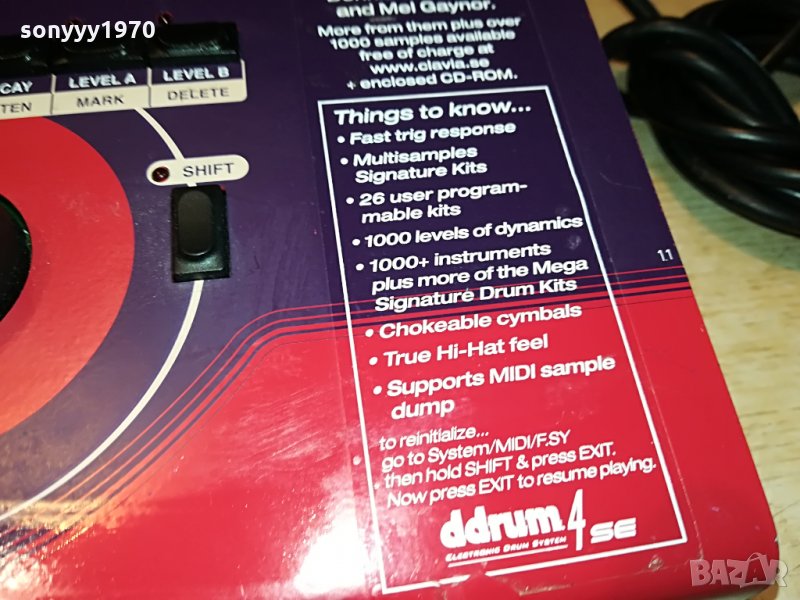 sonyyy1970
and Mel Gaynor.
More from them plus over
1000 samples available
free of charge at
www.clavia.se
+ enclosed CD-ROM.
CAY
LEVEL A
LEVEL B
TEN
MARK
DELETE
SHIFT
Things to know...
• Fast trig response
• Multisamples
Signature Kits
• 26 user program-
mable kits
• 1000 levels of dynamics
• 1000+ instruments
plus more of the Mega
Signature Drum Kits
• Chokeable cymbals
• True Hi-Hat feel
• Supports MIDI sample
dump
to reinitialize...
go to System/MIDI/F.SY
then hold SHIFT & press EXIT.
Now press EXIT to resume playing.
ddrum 4 SE
ELECTRONIC DRUM SYSTEM
1.1
BAZAR